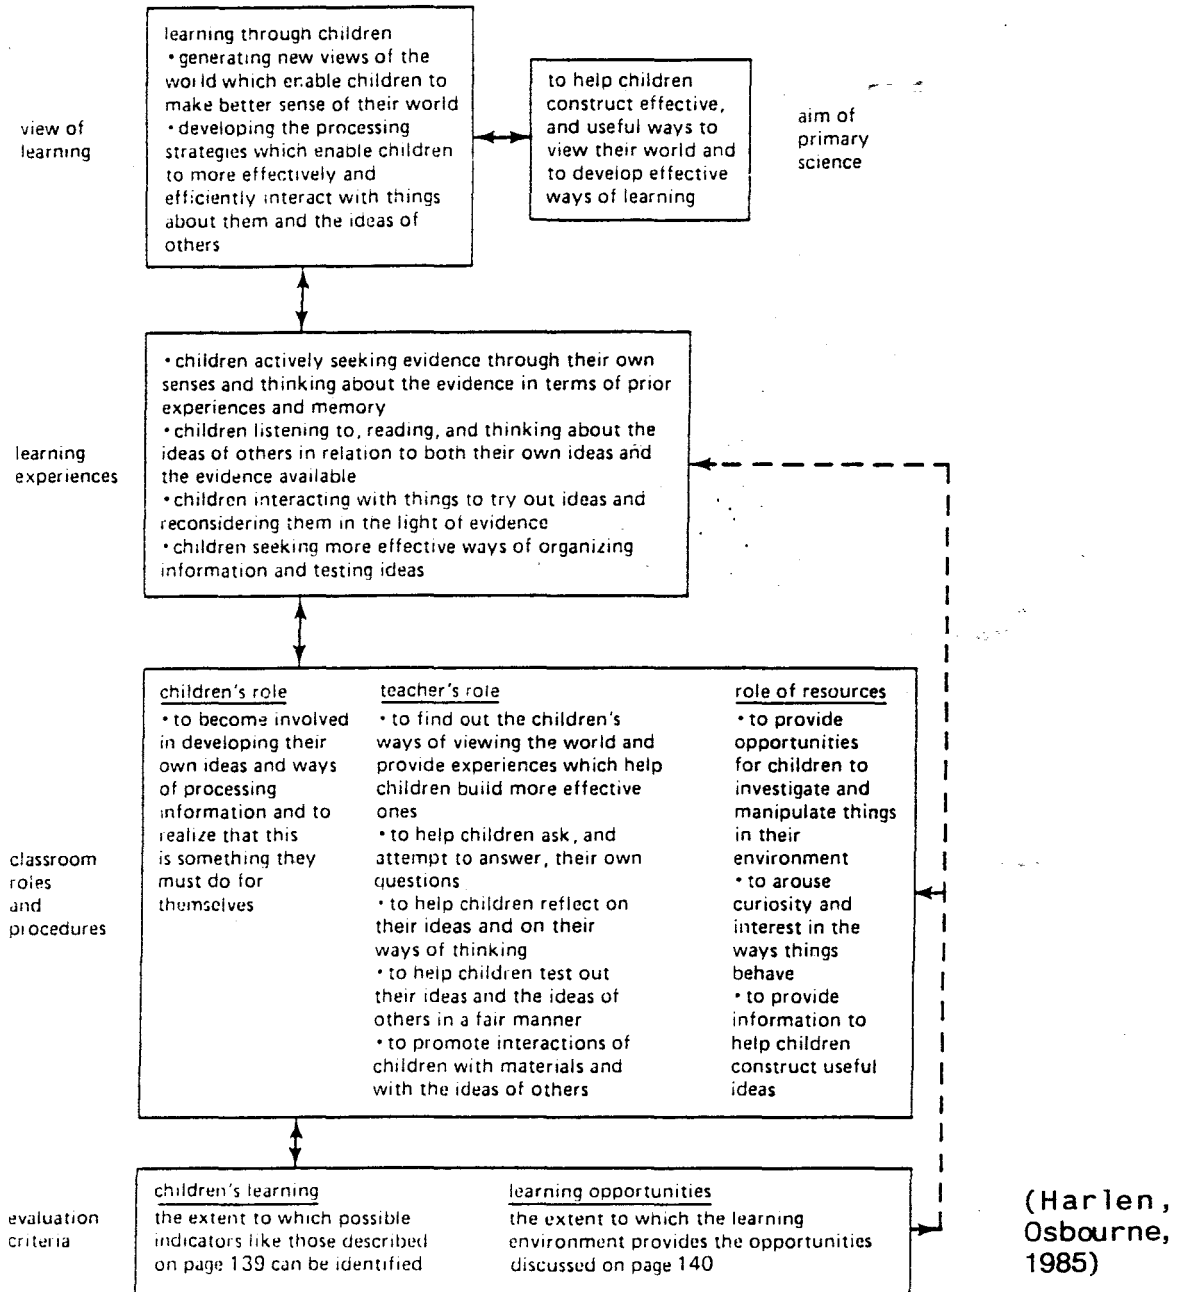 learning through children
• generating new views of the
world which enable children to
make better sense of their world
• developing the processing
strategies which enable children
to more effectively and
efficiently interact with things
about them and the ideas of
others
view of
learning
to help children
construct effective,
and useful ways to
view their world and
to develop effective
ways of learning
aim of
primary
science
• children actively seeking evidence through their own
senses and thinking about the evidence in terms of prior
experiences and memory
• children listening to, reading, and thinking about the
ideas of others in relation to both their own ideas and
the evidence available
• children interacting with things to try out ideas and
reconsidering them in the light of evidence
• children seeking more effective ways of organizing
information and testing ideas
learning
experiences
children's role
• to become involved
in developing their
own ideas and ways
of processing
information and to
realize that this
is something they
must do for
themselves
teacher's role
• to find out the children's
ways of viewing the world and
provide experiences which help
children build more effective
ones
• to help children ask, and
attempt to answer, their own
questions
• to help children reflect on
their ideas and on their
ways of thinking
• to help children test out
their ideas and the ideas of
others in a fair manner
• to promote interactions of
children with materials and
with the ideas of others
role of resources
• to provide
opportunities
for children to
investigate and
manipulate things
in their
environment
• to arouse
curiosity and
interest in the
ways things
behave
• to provide
information to
help children
construct useful
ideas
classroom
roles
and
procedures
children's learning
the extent to which possible
indicators like those described
on page 139 can be identified
learning opportunities
the extent to which the learning
environment provides the opportunities
discussed on page 140
evaluation
criteria
(Harlen,
Osbourne,
1985)